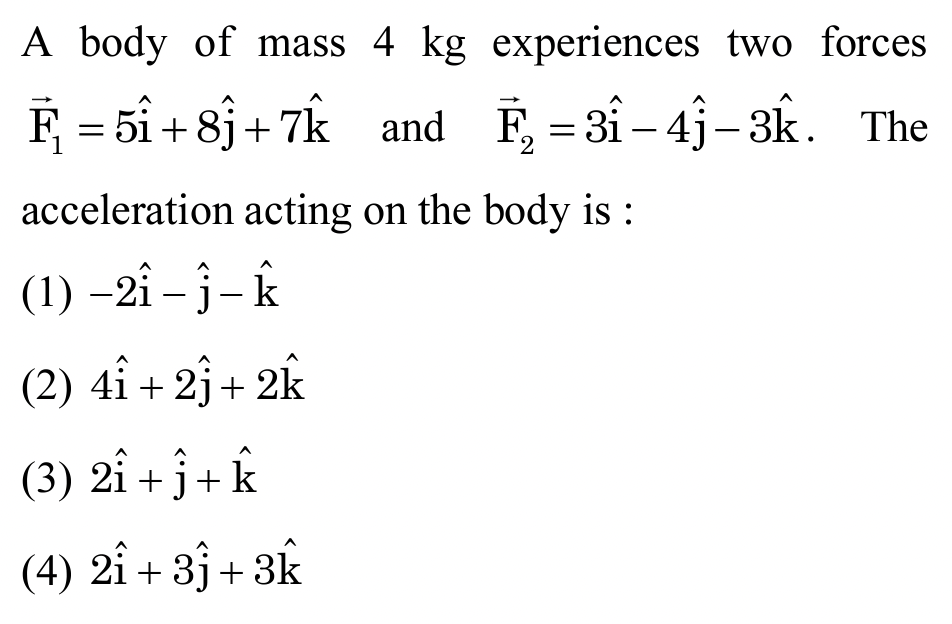 A body of mass 4 kg experiences two forces
$\vec{F}_1 = 5\hat{i} + 8\hat{j} + 7\hat{k}$ and $\vec{F}_2 = 3\hat{i} - 4\hat{j} - 3\hat{k}$. The
acceleration acting on the body is :
(1) $-2\hat{i} - \hat{j} - \hat{k}$
(2) $4\hat{i} + 2\hat{j} + 2\hat{k}$
(3) $2\hat{i} + \hat{j} + \hat{k}$
(4) $2\hat{i} + 3\hat{j} + 3\hat{k}$